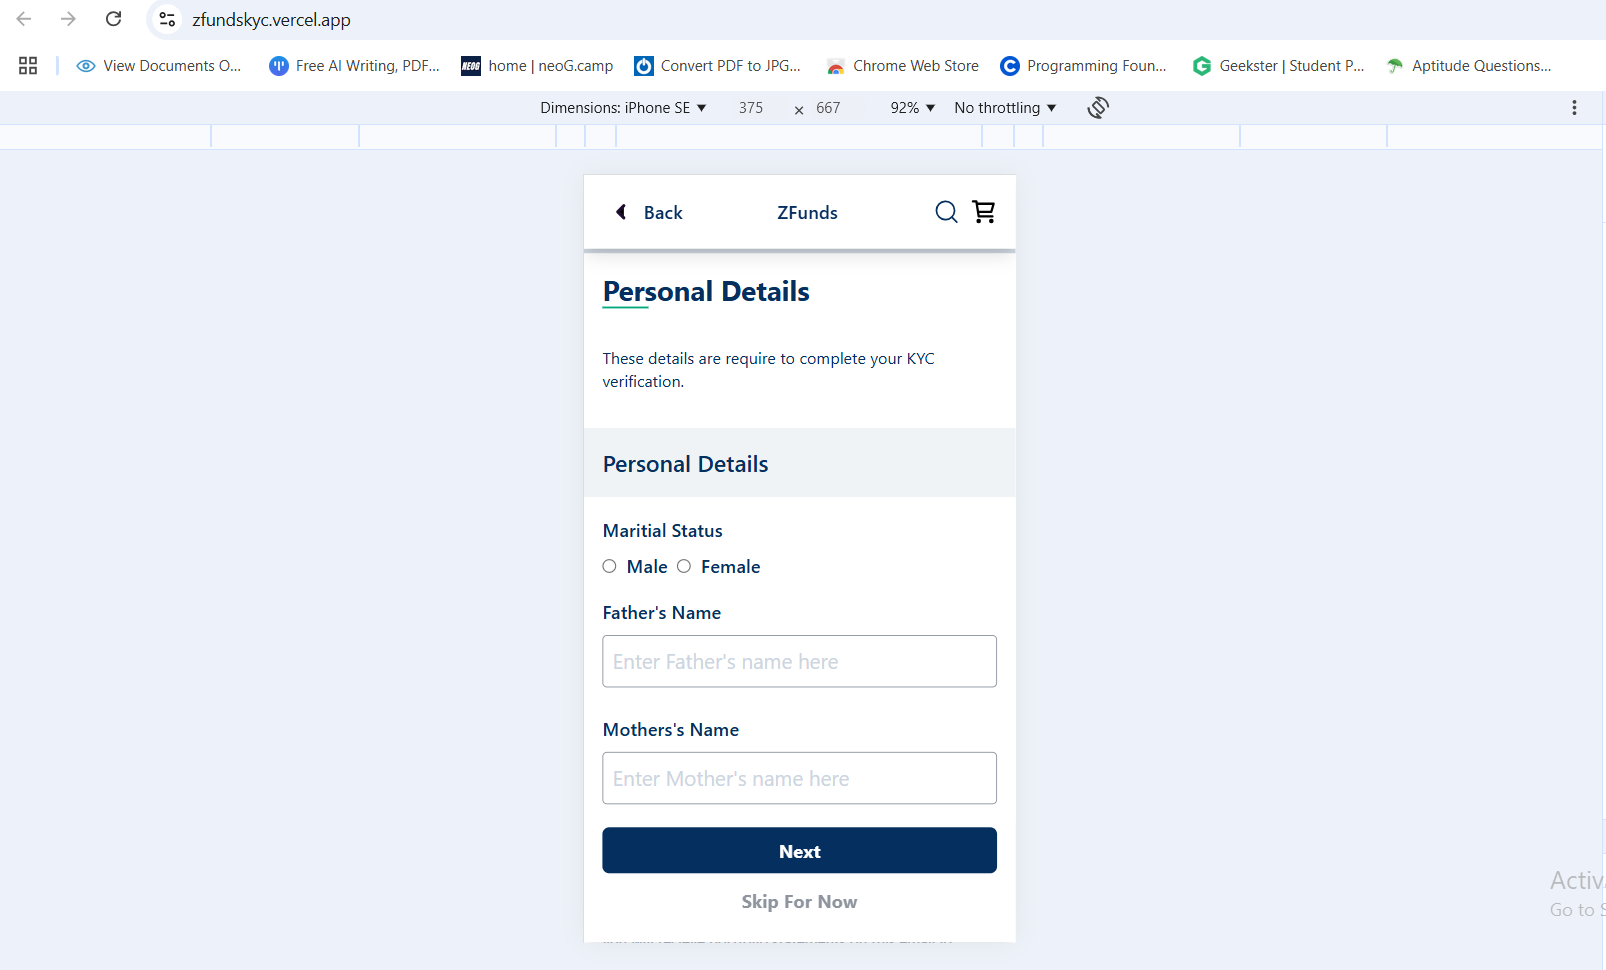 zfundskyc.vercel.app
View Documents O...
Free AI Writing, PDF...
NEOG
home | neoG.camp
Convert PDF to JPG...
Chrome Web Store
Programming Foun...
Geekster | Student P...
Aptitude Questions...
Dimensions: iPhone SE 375 × 667 92% No throttling
Back ZFunds
Personal Details
These details are require to complete your KYC
verification.
Personal Details
Maritial Status
Male Female
Father's Name
Enter Father's name here
Mothers's Name
Enter Mother's name here
Next
Skip For Now
Activ
Go to S